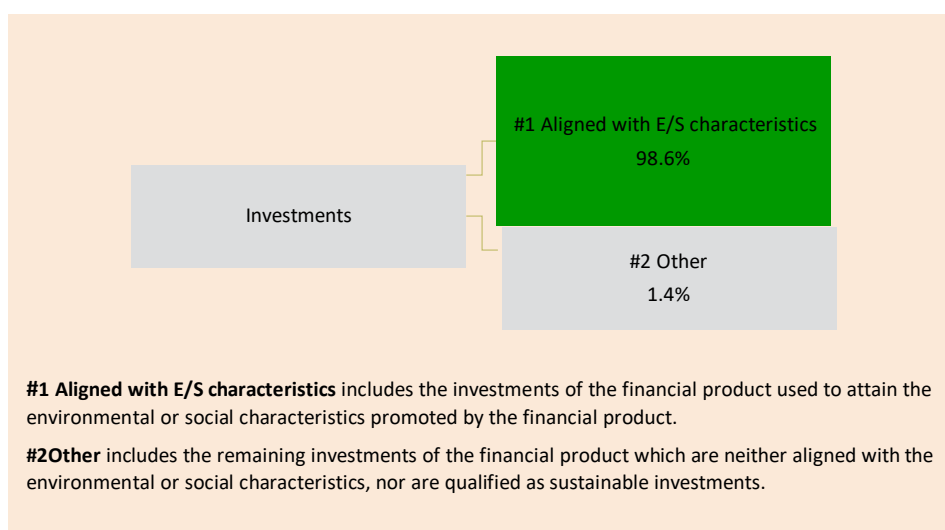 #1 Aligned with E/S characteristics
98.6%
Investments
#2 Other
1.4%
#1 Aligned with E/S characteristics includes the investments of the financial product used to attain the
environmental or social characteristics promoted by the financial product.
#2Other includes the remaining investments of the financial product which are neither aligned with the
environmental or social characteristics, nor are qualified as sustainable investments.